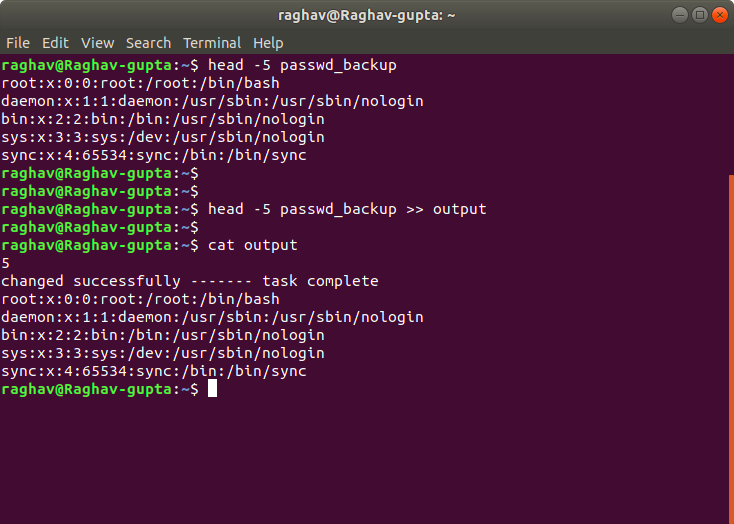 raghav@Raghav-gupta: ~
File Edit View Search Terminal Help
raghav@Raghav-gupta:~$ head -5 passwd_backup
root:x:0:0:root:/root:/bin/bash
daemon:x:1:1:daemon:/usr/sbin:/usr/sbin/nologin
bin:x:2:2:bin:/bin:/usr/sbin/nologin
sys:x:3:3:sys:/dev:/usr/sbin/nologin
sync:x:4:65534:sync:/bin:/bin/sync
raghav@Raghav-gupta:~$
raghav@Raghav-gupta:~$
raghav@Raghav-gupta:~$ head -5 passwd_backup >> output
raghav@Raghav-gupta:~$
raghav@Raghav-gupta:~$ cat output
5
changed successfully ------- task complete
root:x:0:0:root:/root:/bin/bash
daemon:x:1:1:daemon:/usr/sbin:/usr/sbin/nologin
bin:x:2:2:bin:/bin:/usr/sbin/nologin
sys:x:3:3:sys:/dev:/usr/sbin/nologin
sync:x:4:65534:sync:/bin:/bin/sync
raghav@Raghav-gupta:~$